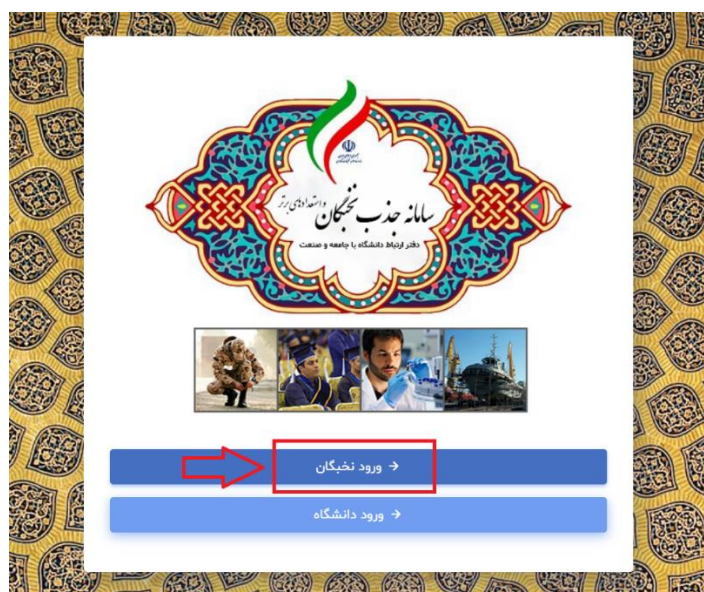 سامانه جذب نخبگان و استعدادهای برتر
دفتر ارتباط دانشگاه با جامعه و صنعت
→ ورود نخبگان
→ ورود دانشگاه